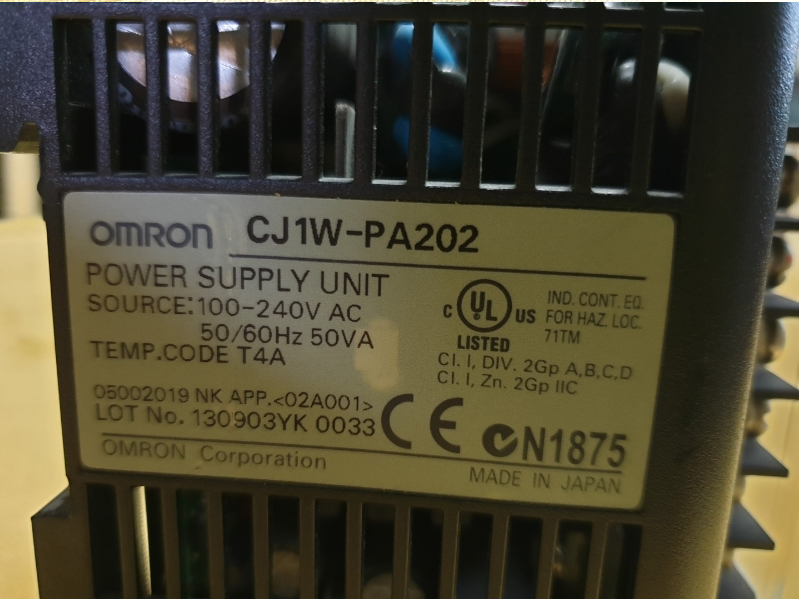 OMRON CJ1W-PA202
POWER SUPPLY UNIT
SOURCE:100-240V AC
50/60Hz 50VA
TEMP.CODE T4A
C UL US
LISTED
IND. CONT. EQ.
FOR HAZ. LOC.
71TM
Cl. I, DIV. 2Gp A,B,C,D
Cl. I, Zn. 2Gp IIC
05002019 NK APP.<02A001>
LOT No. 130903YK 0033
CE N1875
OMRON Corporation
MADE IN JAPAN